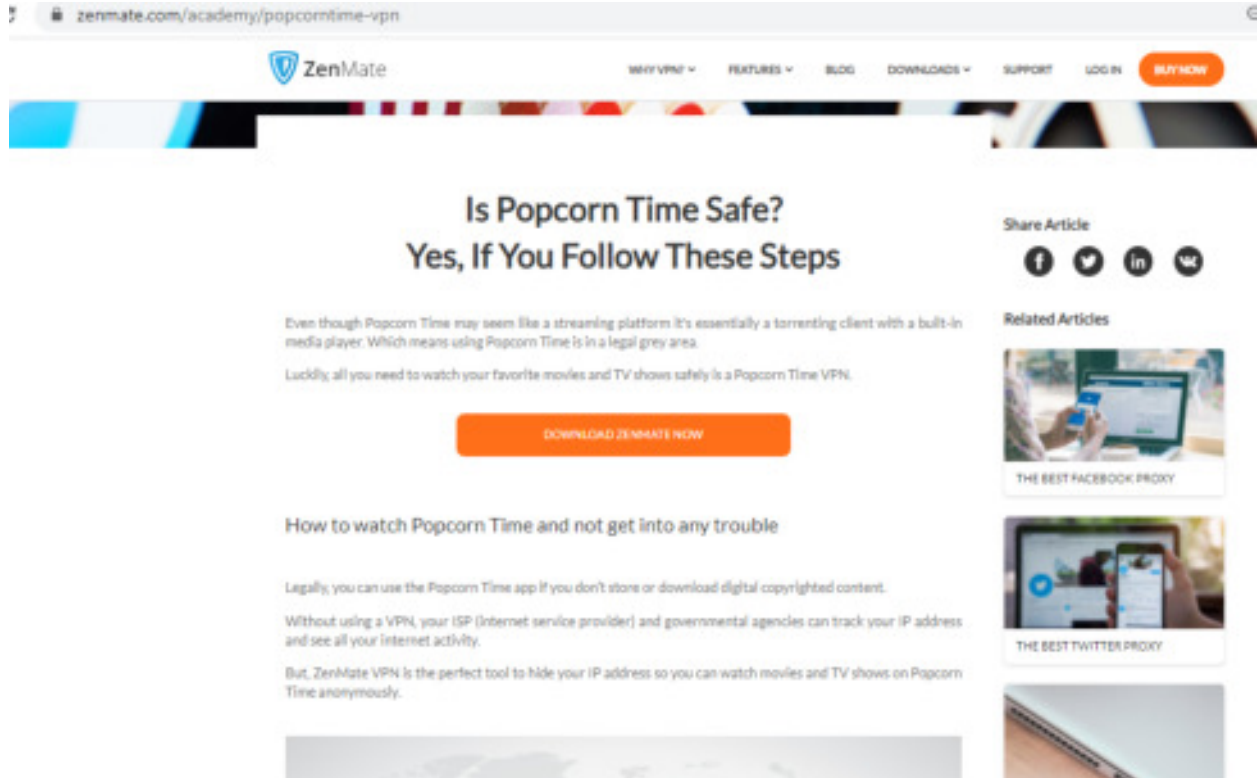 zenmate.com/academy/popcorntime-vpn
ZenMate
WHY VPN?
FEATURES
BLOG
DOWNLOADS
SUPPORT
LOG IN
BUY NOW
Is Popcorn Time Safe?
Yes, If You Follow These Steps
Even though Popcorn Time may seem like a streaming platform it's essentially a torrenting client with a built-in
media player. Which means using Popcorn Time is in a legal grey area.
Luckily, all you need to watch your favorite movies and TV shows safely is a Popcorn Time VPN.
DOWNLOAD ZENMATE NOW
How to watch Popcorn Time and not get into any trouble
Legally, you can use the Popcorn Time app if you don't store or download digital copyrighted content.
Without using a VPN, your ISP (internet service provider) and governmental agencies can track your IP address
and see all your internet activity.
But, ZenMate VPN is the perfect tool to hide your IP address so you can watch movies and TV shows on Popcorn
Time anonymously.
Share Article
Related Articles
THE BEST FACEBOOK PROXY
THE BEST TWITTER PROXY